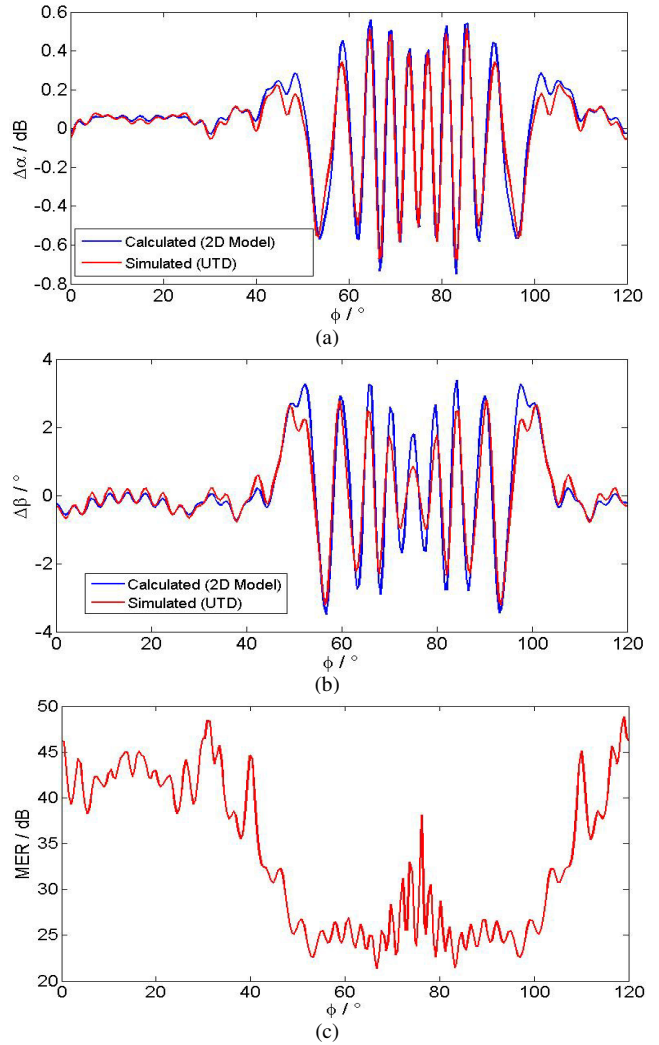 0.6
0.4
0.2
0
-0.2
-0.4
-0.6
-0.8
Δα / dB
Calculated (2D Model)
Simulated (UTD)
0 20 40 60 80 100 120
ϕ / °
(a)
4
2
0
-2
-4
Δβ / °
Calculated (2D Model)
Simulated (UTD)
0 20 40 60 80 100 120
ϕ / °
(b)
50
45
40
35
30
25
20
MER / dB
0 20 40 60 80 100 120
ϕ / °
(c)